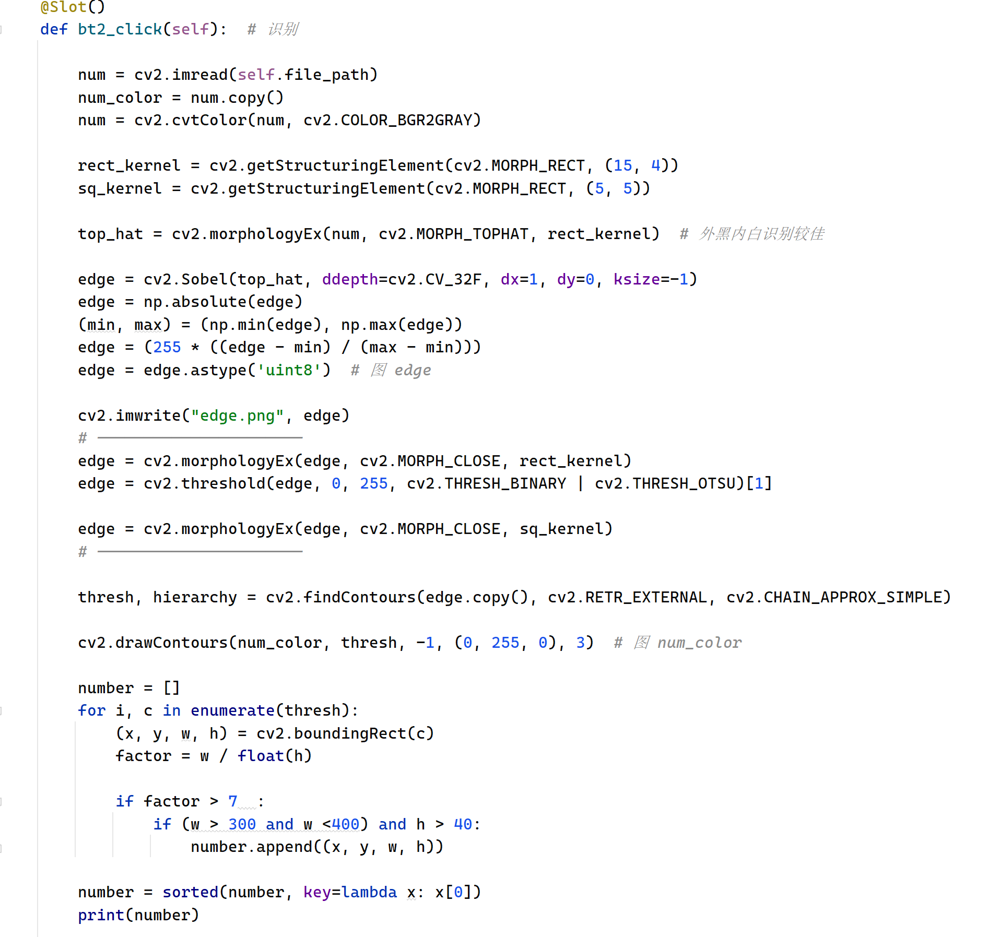 @Slot()
def bt2_click(self):  # 识别
num = cv2.imread(self.file_path)
num_color = num.copy()
num = cv2.cvtColor(num, cv2.COLOR_BGR2GRAY)
rect_kernel = cv2.getStructuringElement(cv2.MORPH_RECT, (15, 4))
sq_kernel = cv2.getStructuringElement(cv2.MORPH_RECT, (5, 5))
top_hat = cv2.morphologyEx(num, cv2.MORPH_TOPHAT, rect_kernel)  # 外黑内白识别较佳
edge = cv2.Sobel(top_hat, ddepth=cv2.CV_32F, dx=1, dy=0, ksize=-1)
edge = np.absolute(edge)
(min, max) = (np.min(edge), np.max(edge))
edge = (255 * ((edge - min) / (max - min)))
edge = edge.astype('uint8')  # 图 edge
cv2.imwrite("edge.png", edge)
# ——————————————
edge = cv2.morphologyEx(edge, cv2.MORPH_CLOSE, rect_kernel)
edge = cv2.threshold(edge, 0, 255, cv2.THRESH_BINARY | cv2.THRESH_OTSU)[1]
edge = cv2.morphologyEx(edge, cv2.MORPH_CLOSE, sq_kernel)
# ——————————————
thresh, hierarchy = cv2.findContours(edge.copy(), cv2.RETR_EXTERNAL, cv2.CHAIN_APPROX_SIMPLE)
cv2.drawContours(num_color, thresh, -1, (0, 255, 0), 3)  # 图 num_color
number = []
for i, c in enumerate(thresh):
(x, y, w, h) = cv2.boundingRect(c)
factor = w / float(h)
if factor > 7  :
if (w > 300 and w <400) and h > 40:
number.append((x, y, w, h))
number = sorted(number, key=lambda x: x[0])
print(number)